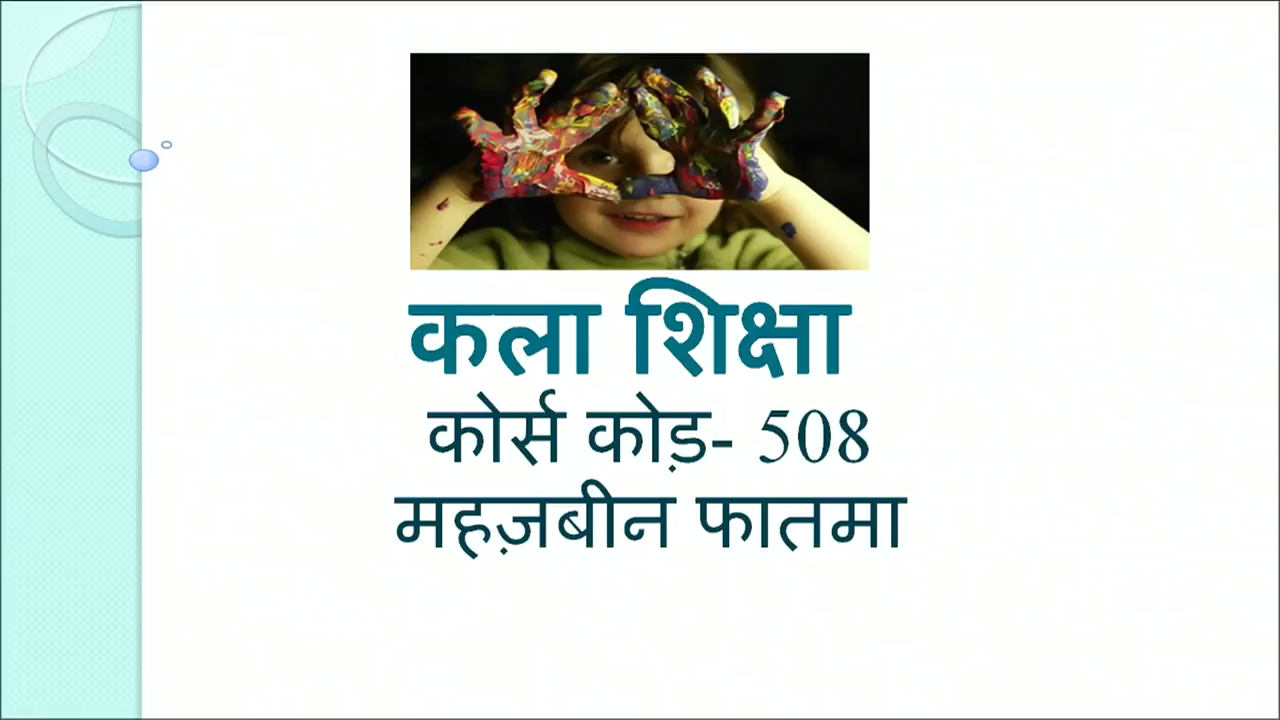 कला शिक्षा
कोर्स कोड़- 508
महज़बीन फातमा